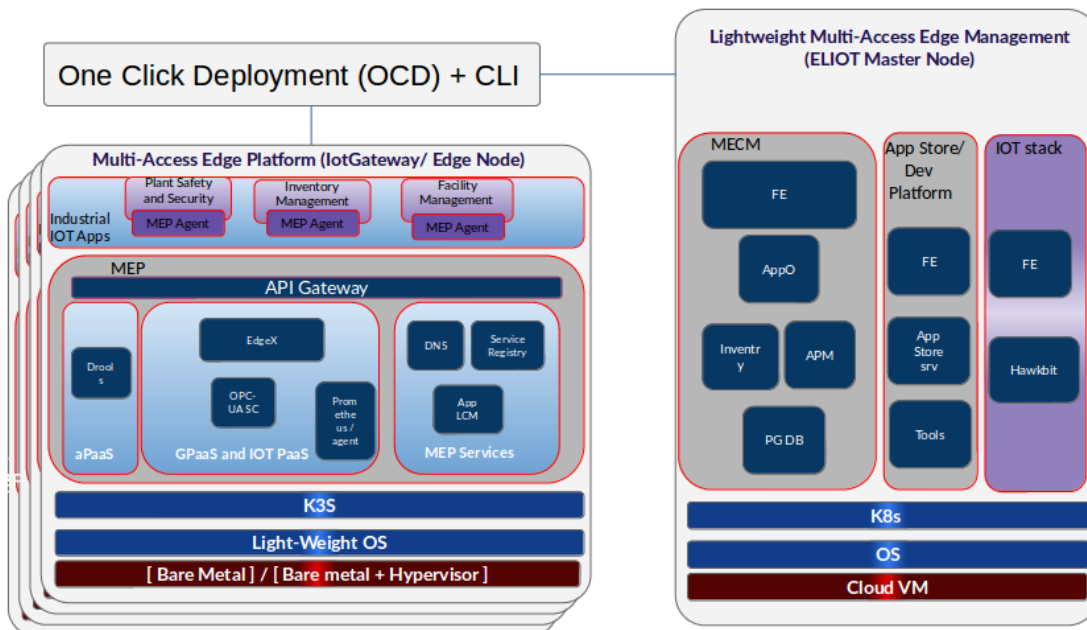 One Click Deployment (OCD) + CLI
Multi-Access Edge Platform (IotGateway/ Edge Node)
Plant Safety
and Security
MEP Agent
Inventory
Management
MEP Agent
Facility
Management
MEP Agent
Industrial
IOT Apps
MEP
API Gateway
Drool
s
aPaaS
EdgeX
OPC-
UA SC
Prom
ethe
us /
agent
GPaaS and IOT PaaS
DNS
Service
Registry
App
LCM
MEP Services
K3S
Light-Weight OS
[ Bare Metal ] / [ Bare metal + Hypervisor ]
Lightweight Multi-Access Edge Management
(ELIOT Master Node)
MECM
FE
AppO
Inventr
y
APM
PG DB
App Store/
Dev
Platform
FE
App
Store
srv
Tools
IOT stack
FE
Hawkbit
K8s
OS
Cloud VM